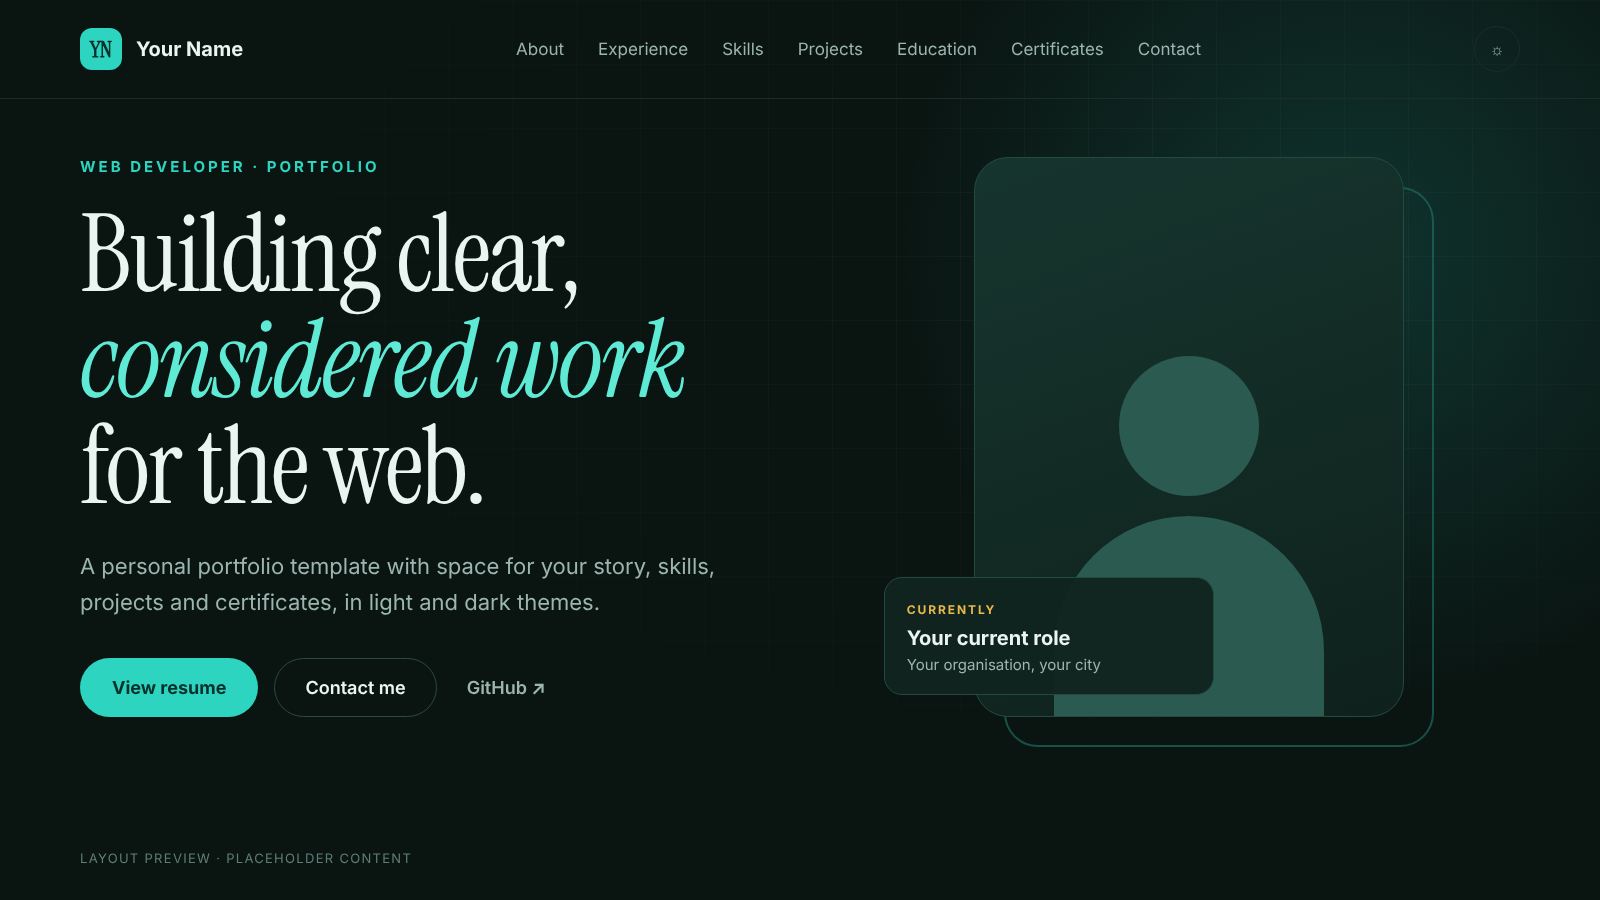 YN Your Name
About Experience Skills Projects Education Certificates Contact
WEB DEVELOPER · PORTFOLIO
Building clear,
considered work
for the web.
A personal portfolio template with space for your story, skills,
projects and certificates, in light and dark themes.
View resume Contact me GitHub ↗
CURRENTLY
Your current role
Your organisation, your city
LAYOUT PREVIEW · PLACEHOLDER CONTENT